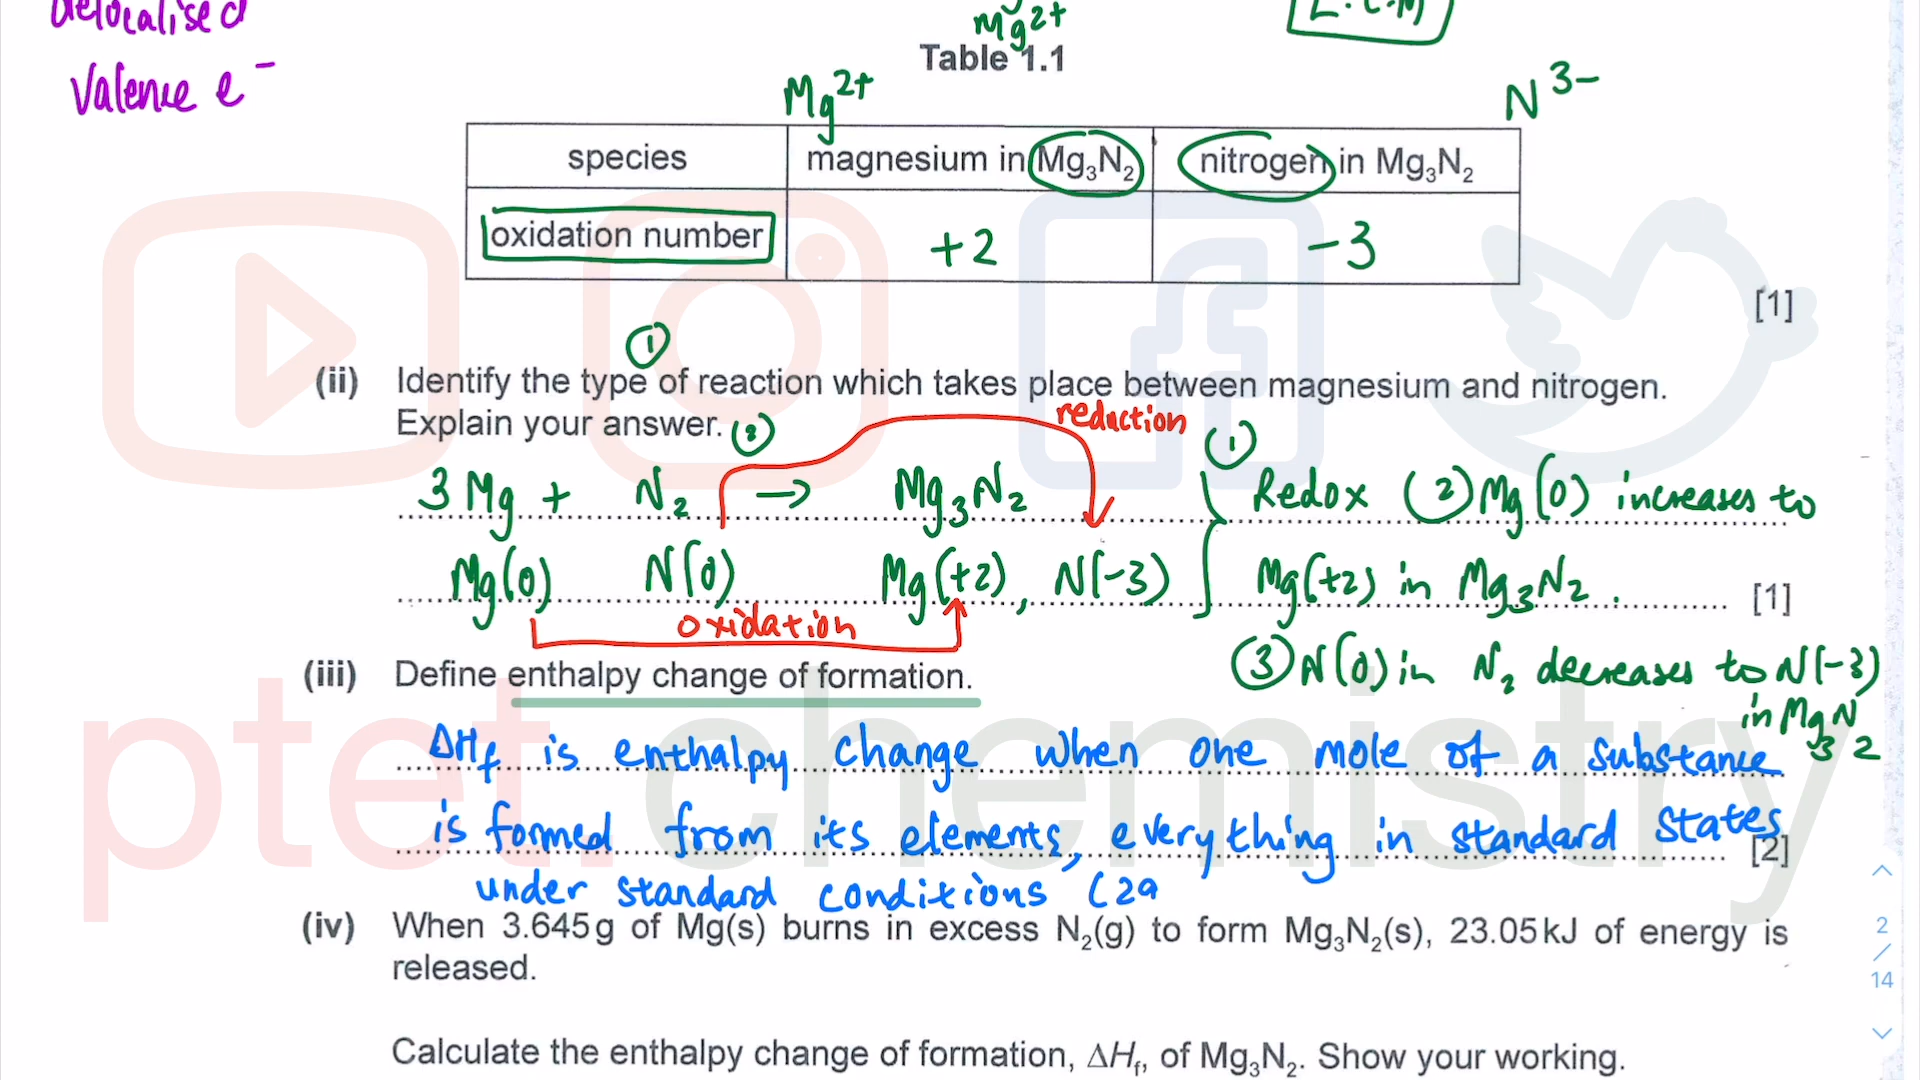 delocalised
Valence e⁻
Mg²⁺
L.C.M
Table 1.1
Mg²⁺
N³⁻
species magnesium in Mg₃N₂ nitrogen in Mg₃N₂
oxidation number +2 -3
[1]
①
(ii) Identify the type of reaction which takes place between magnesium and nitrogen.
Explain your answer. ②
reduction
3Mg + N₂ → Mg₃N₂
Mg(0) N(0) Mg(+2), N(-3)
oxidation
① Redox ② Mg(0) increases to
Mg(+2) in Mg₃N₂. [1]
③ N(0) in N₂ decreases to N(-3)
in Mg₃N₂
(iii) Define enthalpy change of formation.
ΔHf is enthalpy change when one mole of a substance
is formed from its elements, everything in standard states
[2]
under standard conditions (29
(iv) When 3.645 g of Mg(s) burns in excess N₂(g) to form Mg₃N₂(s), 23.05 kJ of energy is
released.
Calculate the enthalpy change of formation, ΔHf, of Mg₃N₂. Show your working.
ptet chemistry
2
/
14